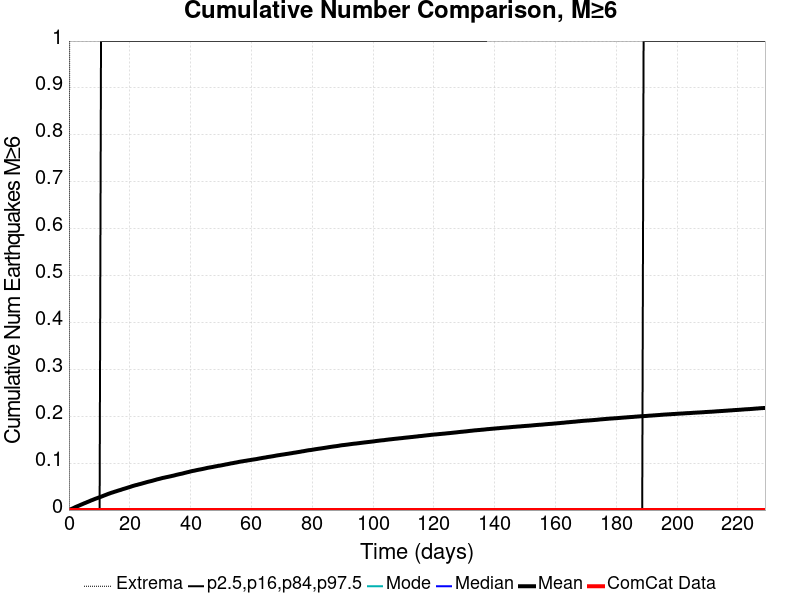 Cumulative Number Comparison, M≥6
Cumulative Num Earthquakes M≥6
1
0.9
0.8
0.7
0.6
0.5
0.4
0.3
0.2
0.1
0
0 20 40 60 80 100 120 140 160 180 200 220
Time (days)
Extrema p2.5,p16,p84,p97.5 Mode Median Mean ComCat Data